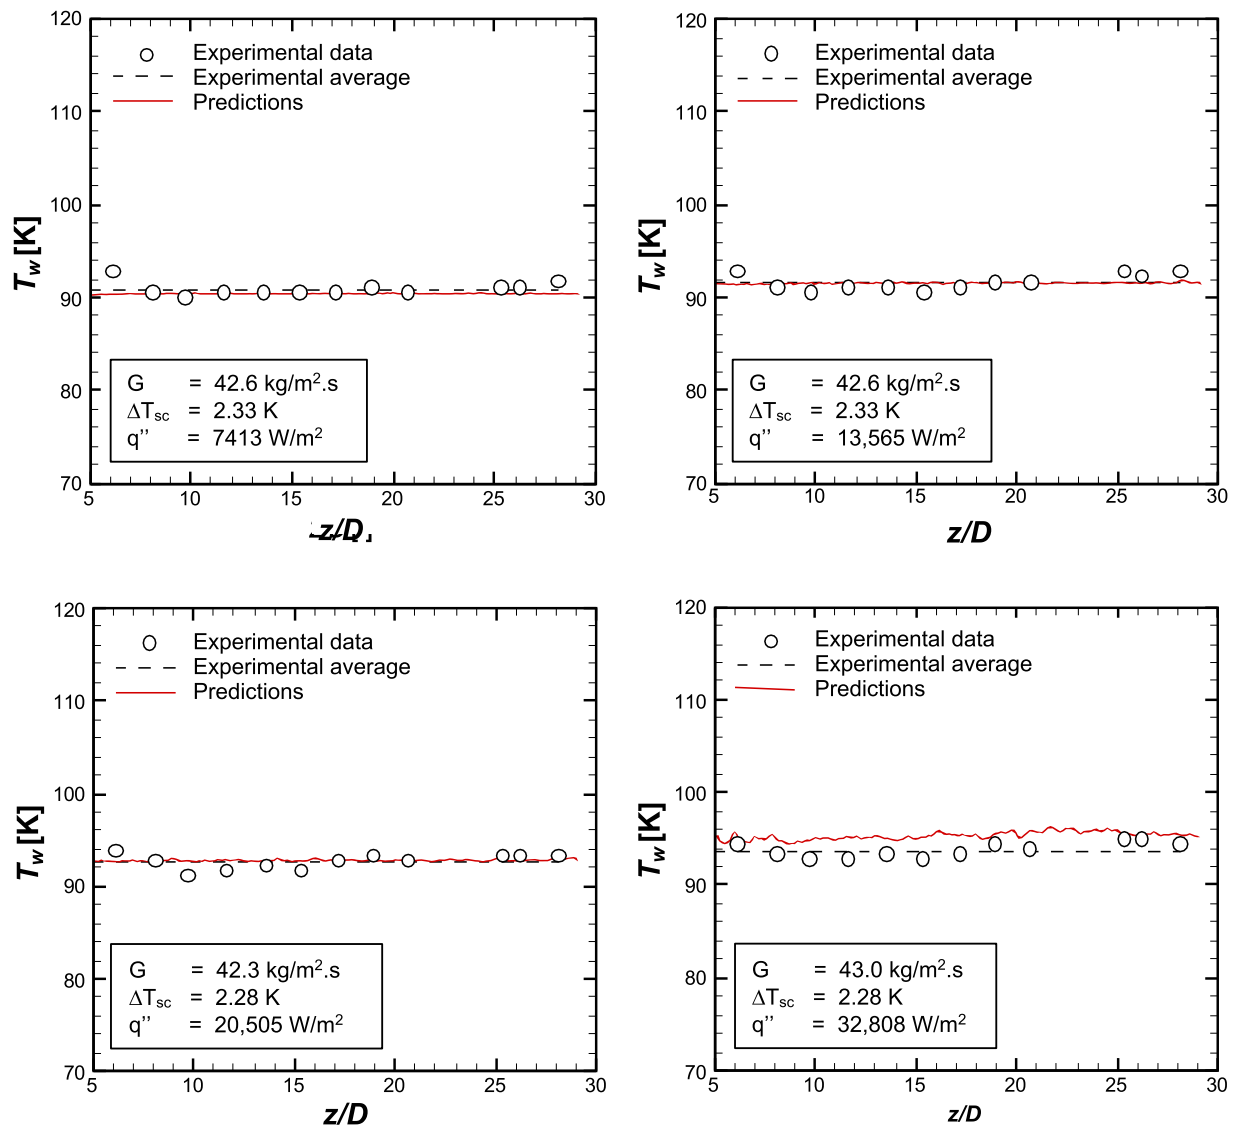 120
110
100
90
80
70
5
10
15
20
25
30
T_w [K]
z/D
Experimental data
Experimental average
Predictions
G = 42.6 kg/m².s
ΔT_sc = 2.33 K
q’’ = 7413 W/m²
120
110
100
90
80
70
5
10
15
20
25
30
T_w [K]
z/D
Experimental data
Experimental average
Predictions
G = 42.6 kg/m².s
ΔT_sc = 2.33 K
q’’ = 13,565 W/m²
120
110
100
90
80
70
5
10
15
20
25
30
T_w [K]
z/D
Experimental data
Experimental average
Predictions
G = 42.3 kg/m².s
ΔT_sc = 2.28 K
q’’ = 20,505 W/m²
120
110
100
90
80
70
5
10
15
20
25
30
T_w [K]
z/D
Experimental data
Experimental average
Predictions
G = 43.0 kg/m².s
ΔT_sc = 2.28 K
q’’ = 32,808 W/m²